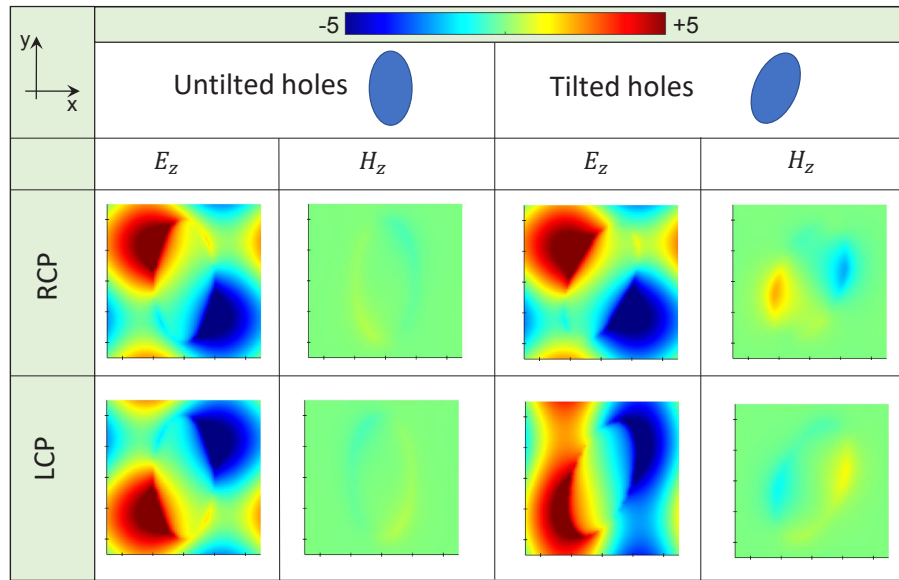 -5 +5
y
x
Untilted holes Tilted holes
E_z H_z E_z H_z
RCP
LCP